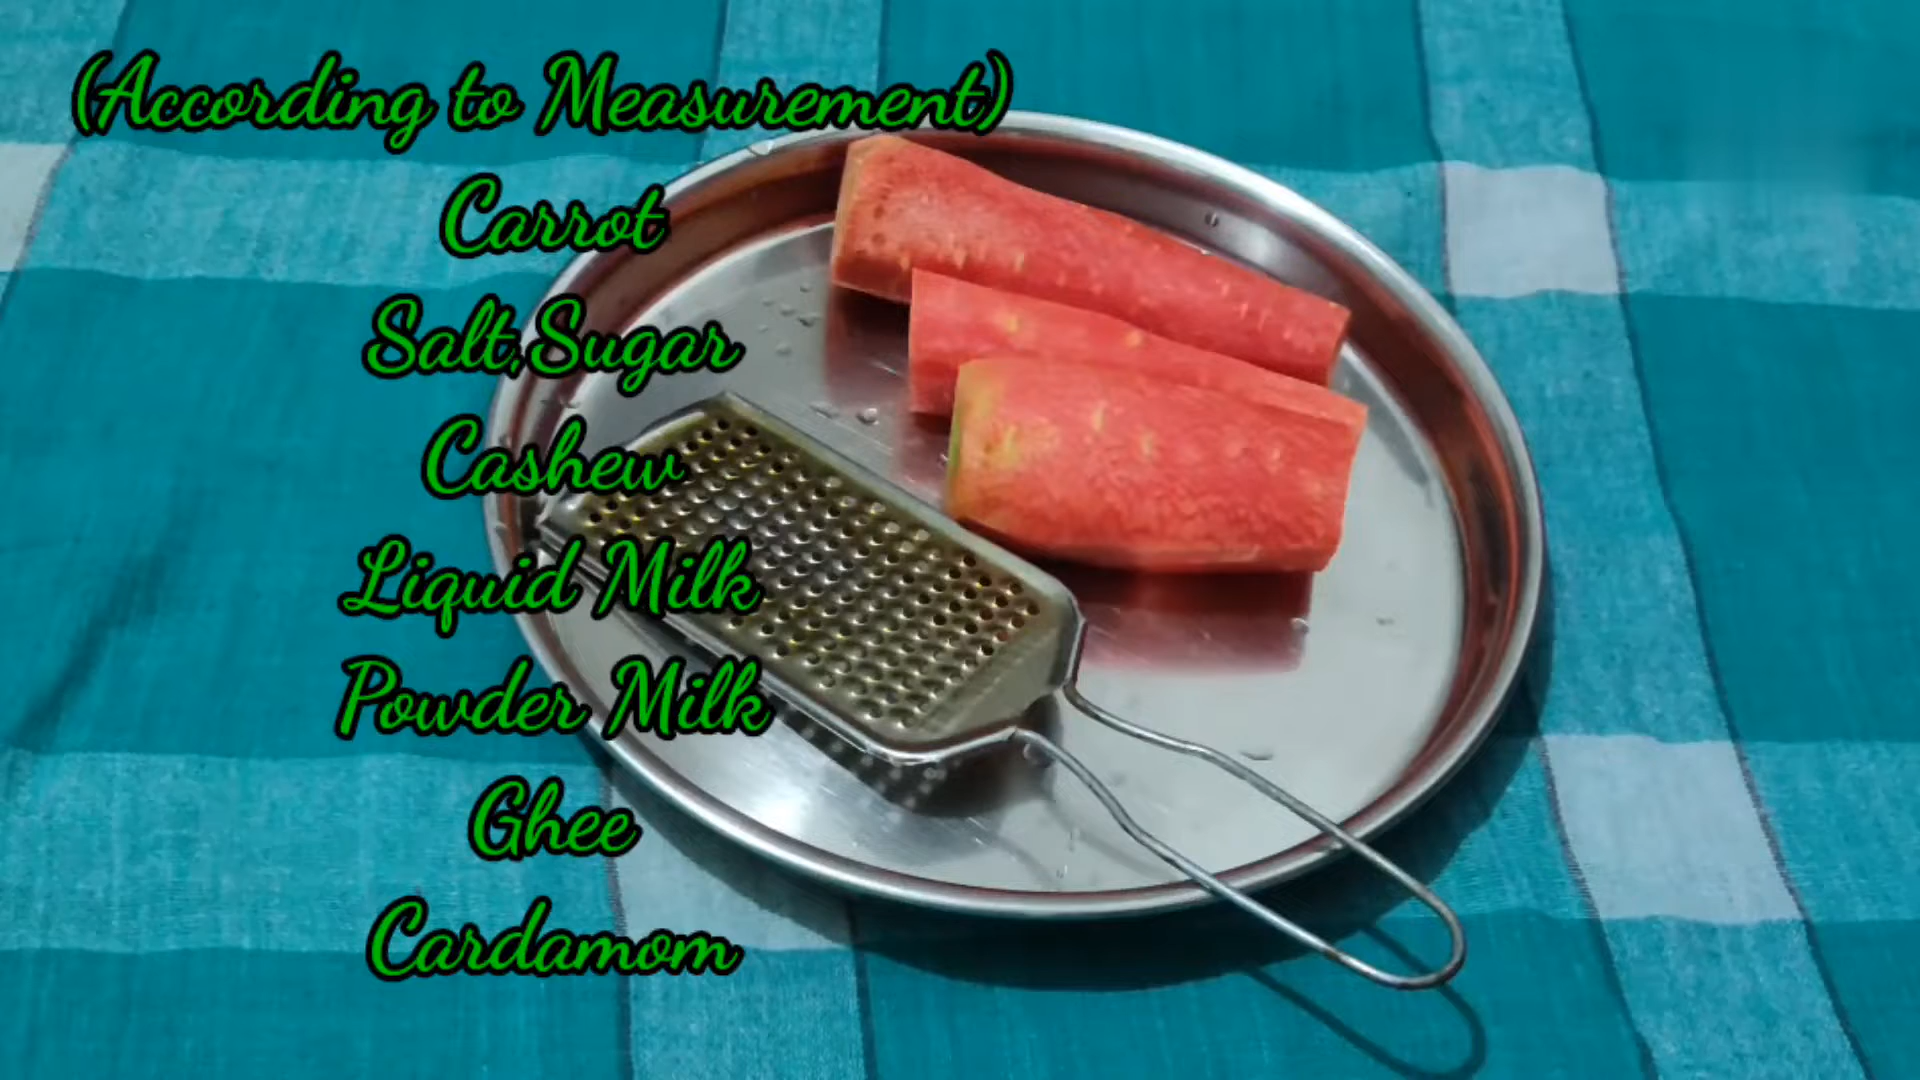 (According to Measurement)
Carrot
Salt,Sugar
Cashew
Liquid Milk
Powder Milk
Ghee
Cardamom